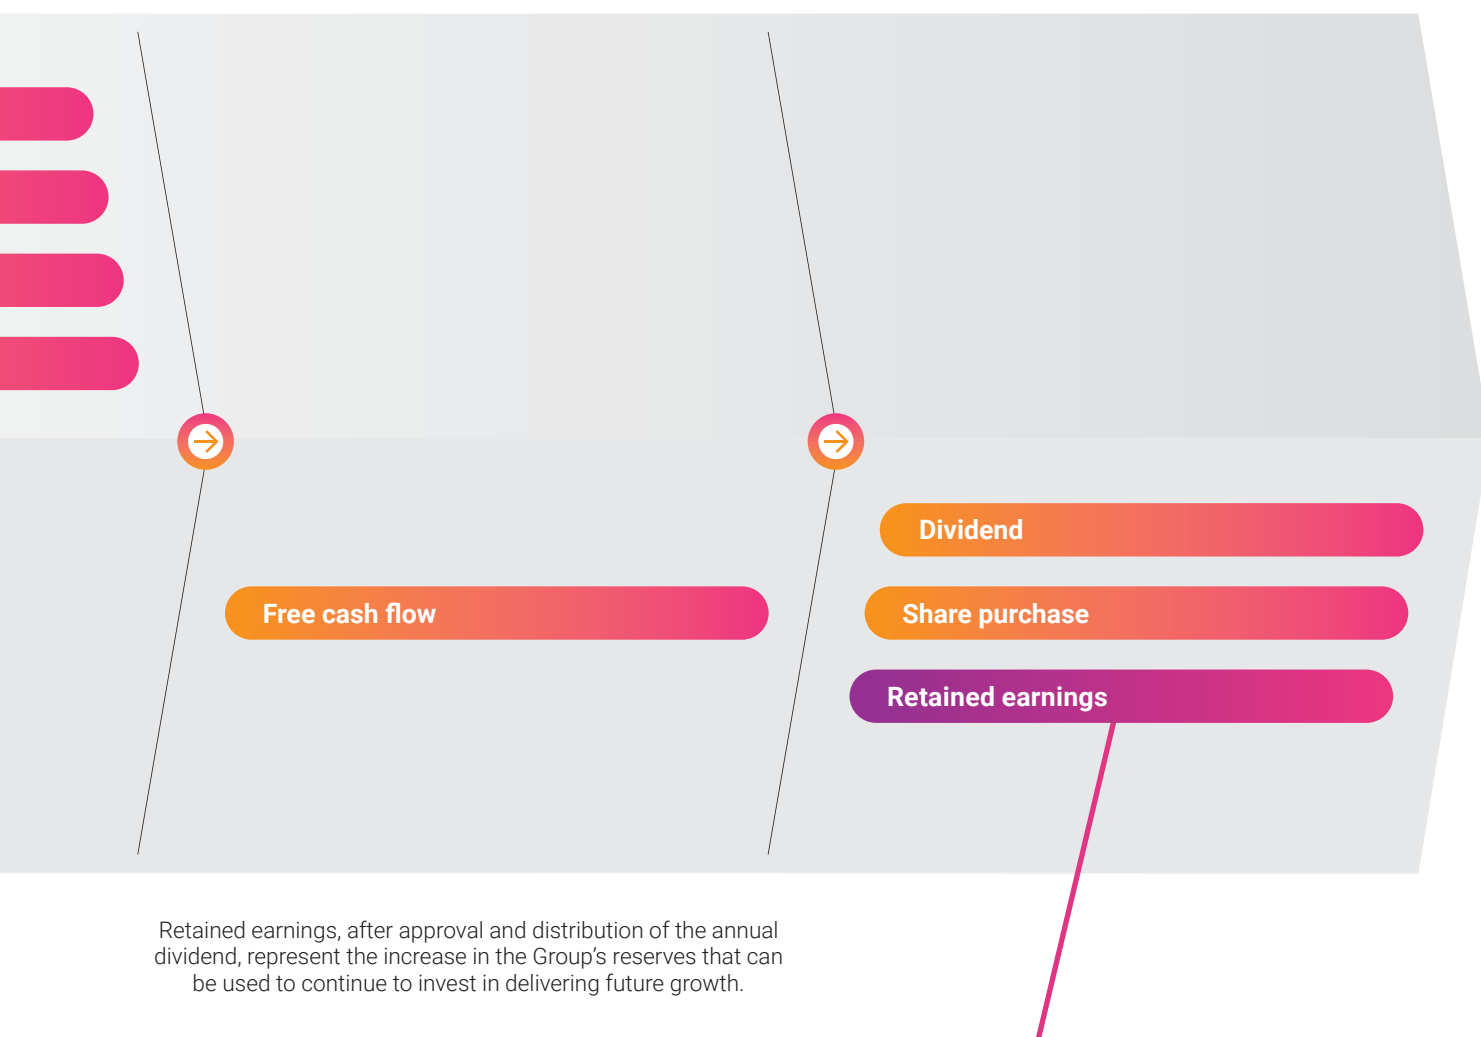 Dividend
Free cash flow
Share purchase
Retained earnings
Retained earnings, after approval and distribution of the annual
dividend, represent the increase in the Group’s reserves that can
be used to continue to invest in delivering future growth.